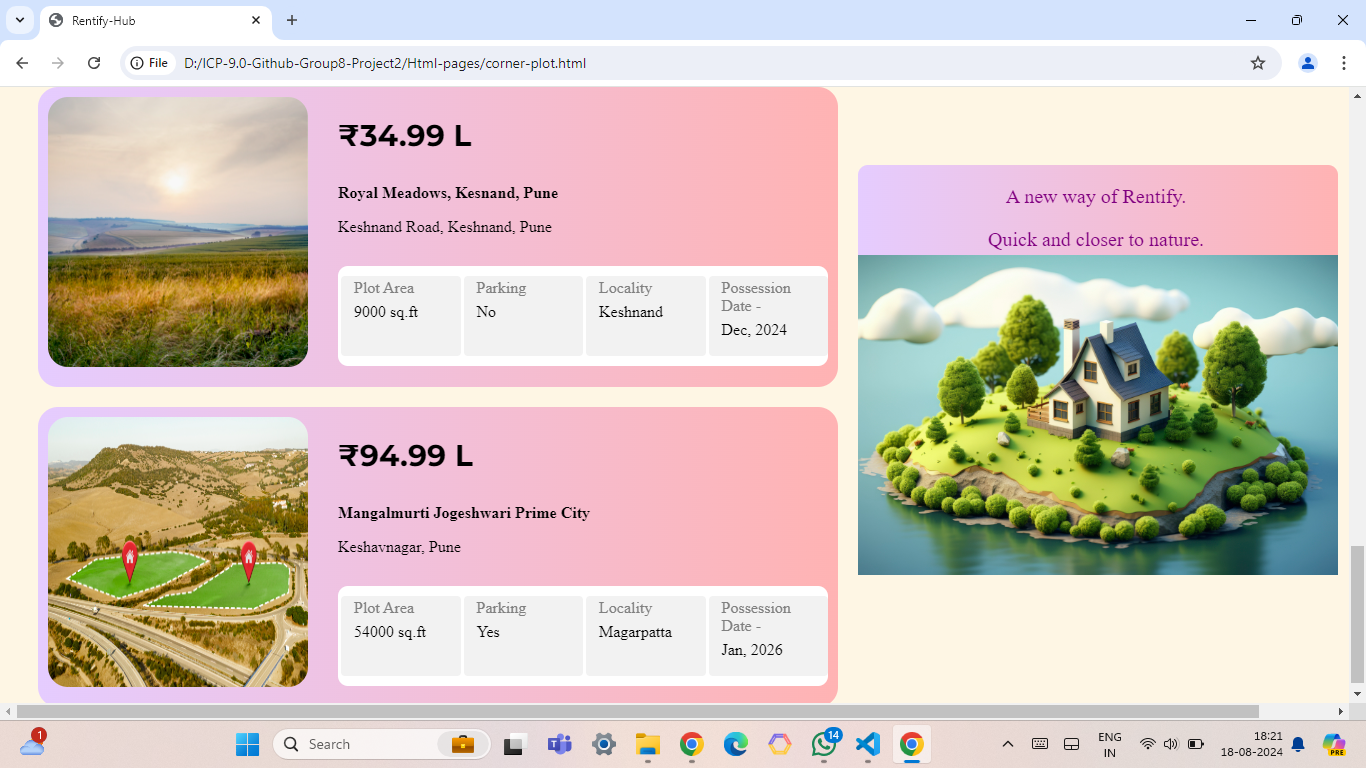 Rentify-Hub
File
D:/ICP-9.0-Github-Group8-Project2/Html-pages/corner-plot.html
₹34.99 L
Royal Meadows, Kesnand, Pune
Keshnand Road, Keshnand, Pune
Plot Area
9000 sq.ft
Parking
No
Locality
Keshnand
Possession
Date -
Dec, 2024
₹94.99 L
Mangalmurti Jogeshwari Prime City
Keshavnagar, Pune
Plot Area
54000 sq.ft
Parking
Yes
Locality
Magarpatta
Possession
Date -
Jan, 2026
A new way of Rentify.
Quick and closer to nature.
1
Search
14
ENG
IN
18:21
18-08-2024
PRE